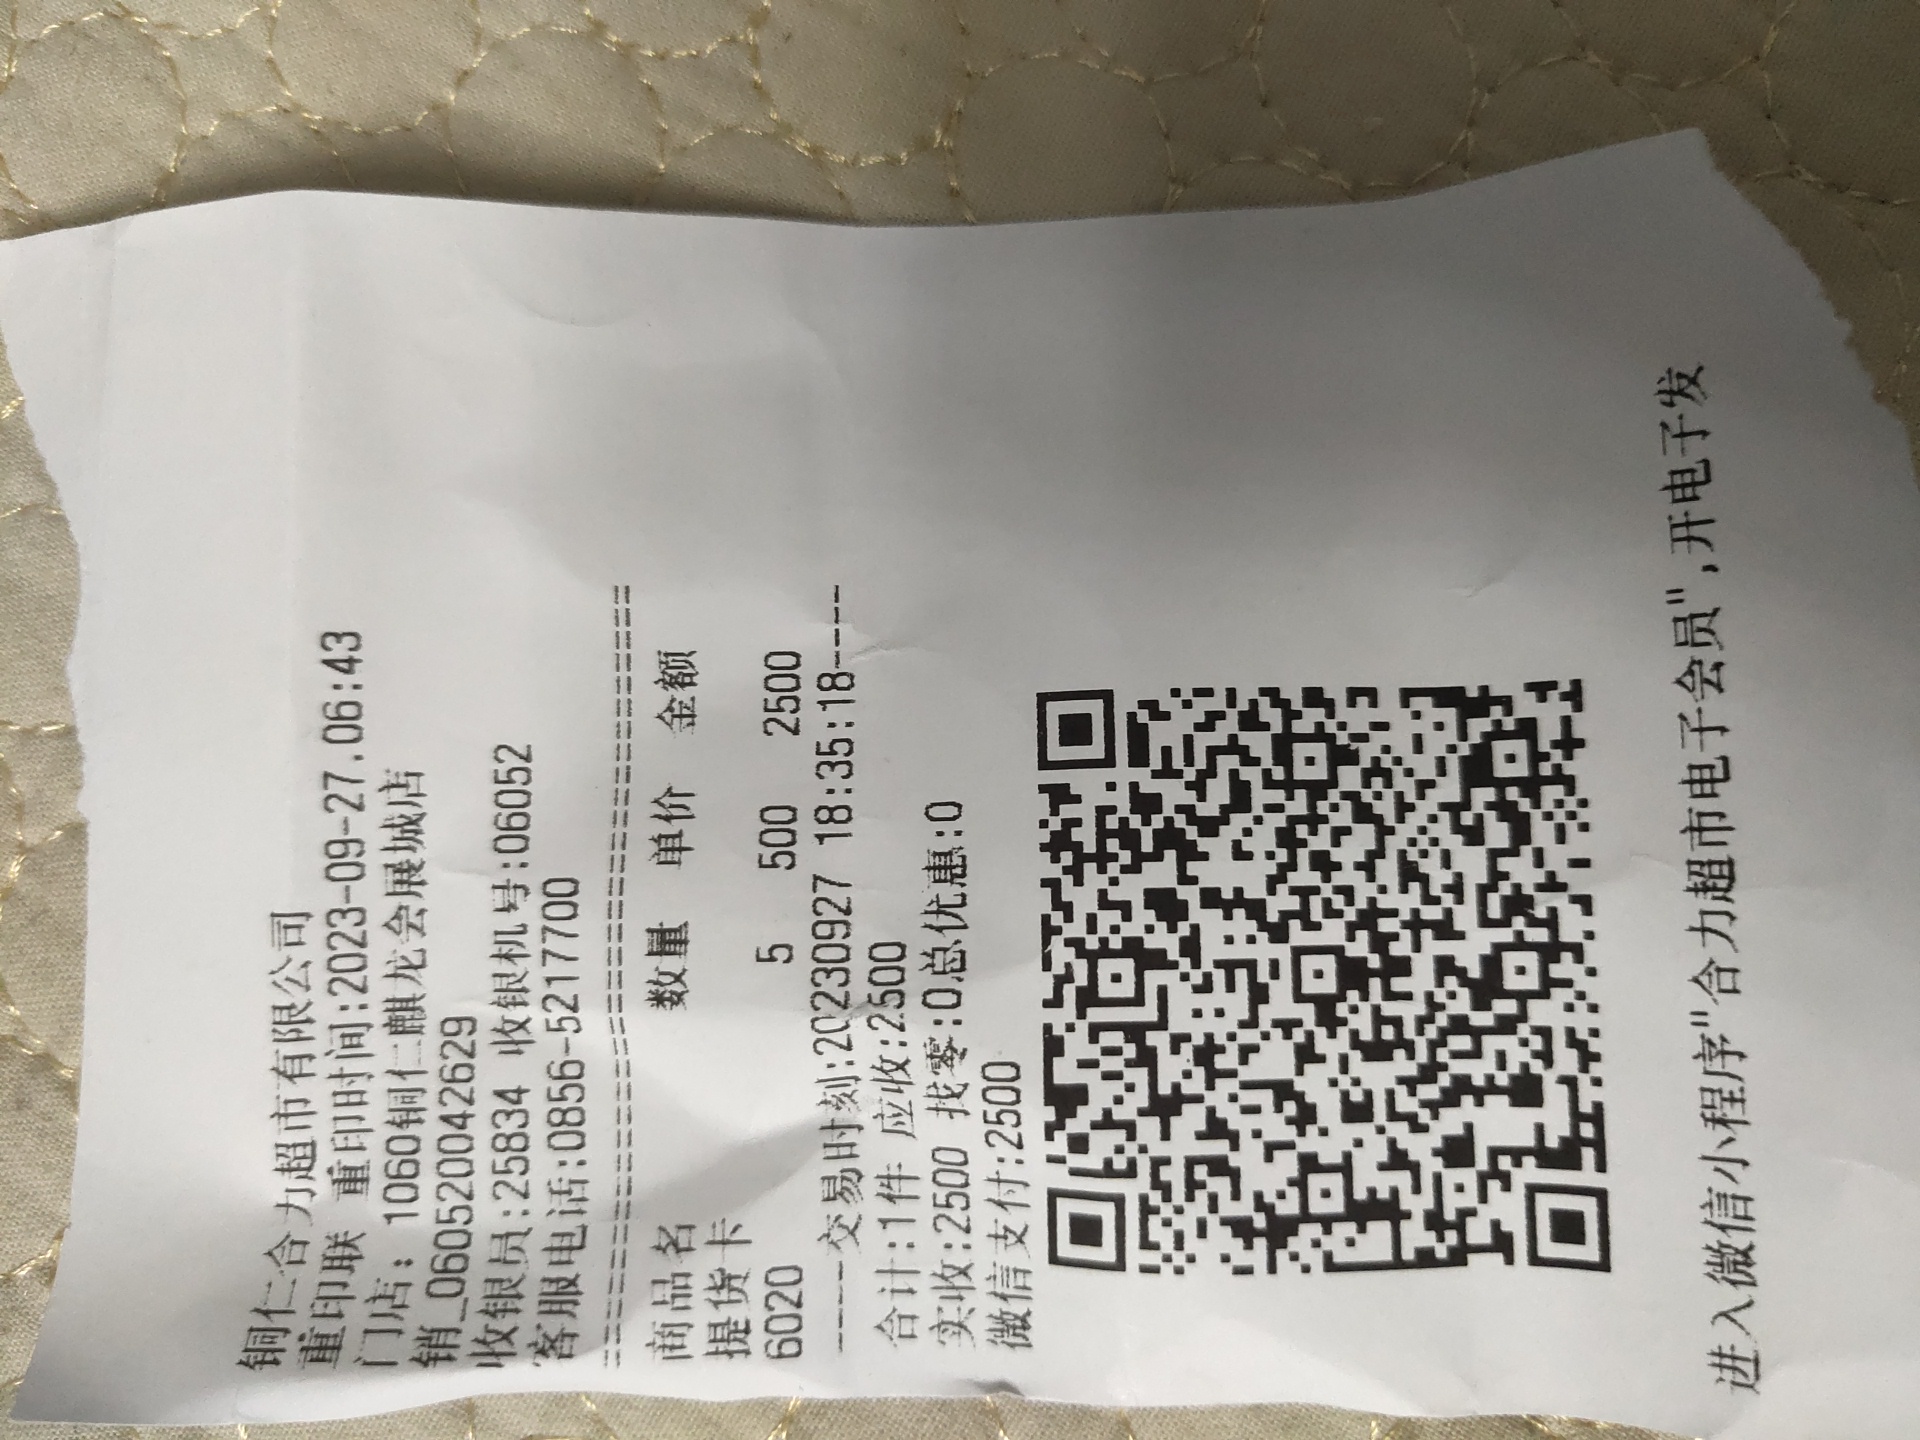 铜仁合力超市有限公司
重印联 重印时间:2023-09-27.06:43
门店: 1060铜仁麒龙会展城店
销_060520042629
收银员:25834 收银机号:06052
客服电话:0856-5217700
================================
商品名 数量 单价 金额
提货卡
6020 5 500 2500
----交易时刻:20230927 18:35:18----
合计:1件 应收:2500
实收:2500 找零:0总优惠:0
微信支付:2500
进入微信小程序"合力超市电子会员",开电子发